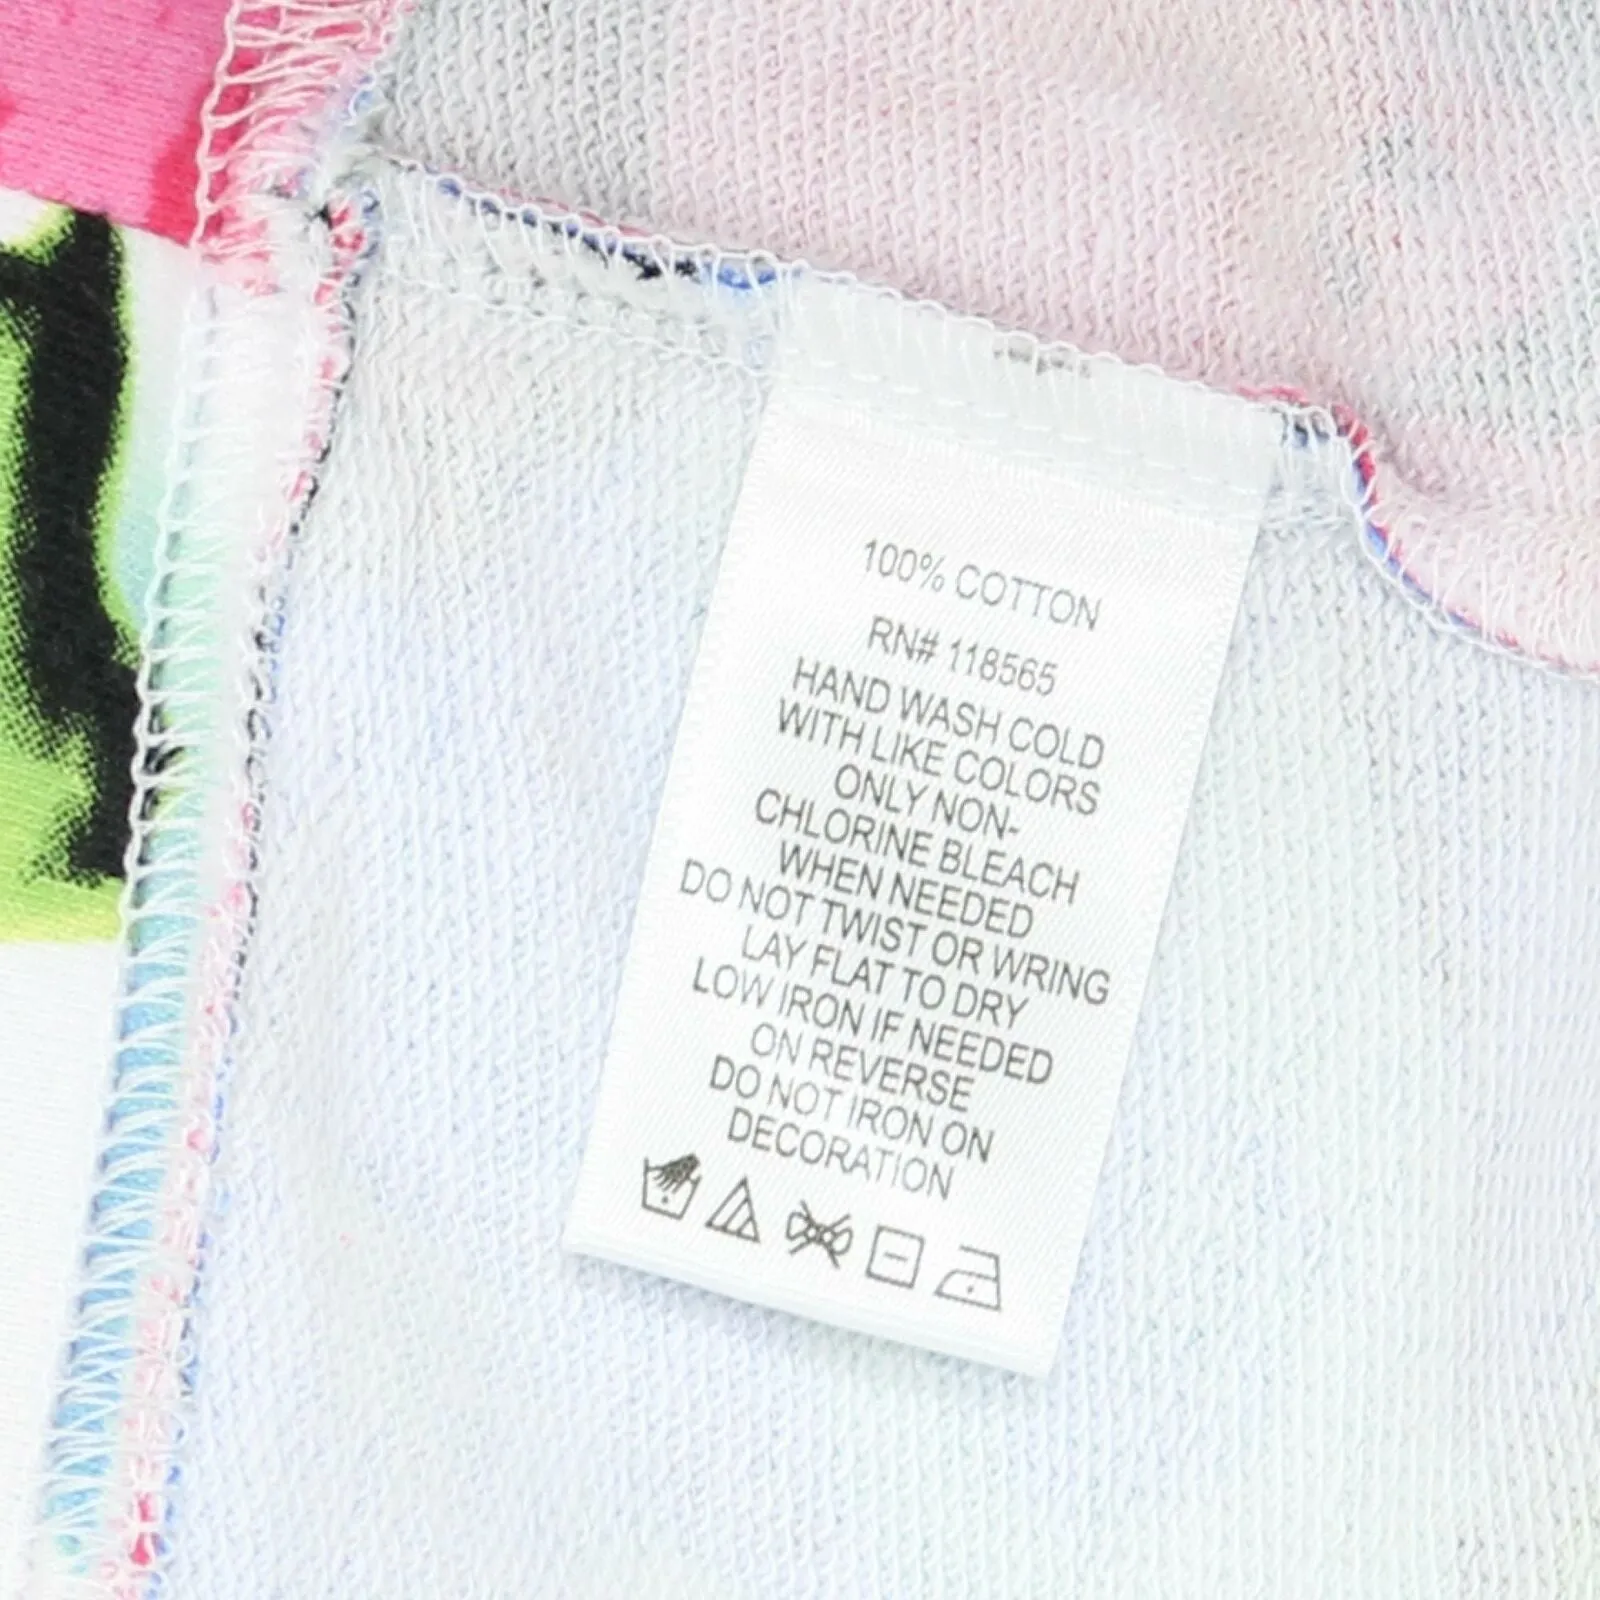 100% COTTON
RN# 118565
HAND WASH COLD
WITH LIKE COLORS
ONLY NON-
CHLORINE BLEACH
WHEN NEEDED
DO NOT TWIST OR WRING
LAY FLAT TO DRY
LOW IRON IF NEEDED
ON REVERSE
DO NOT IRON ON
DECORATION